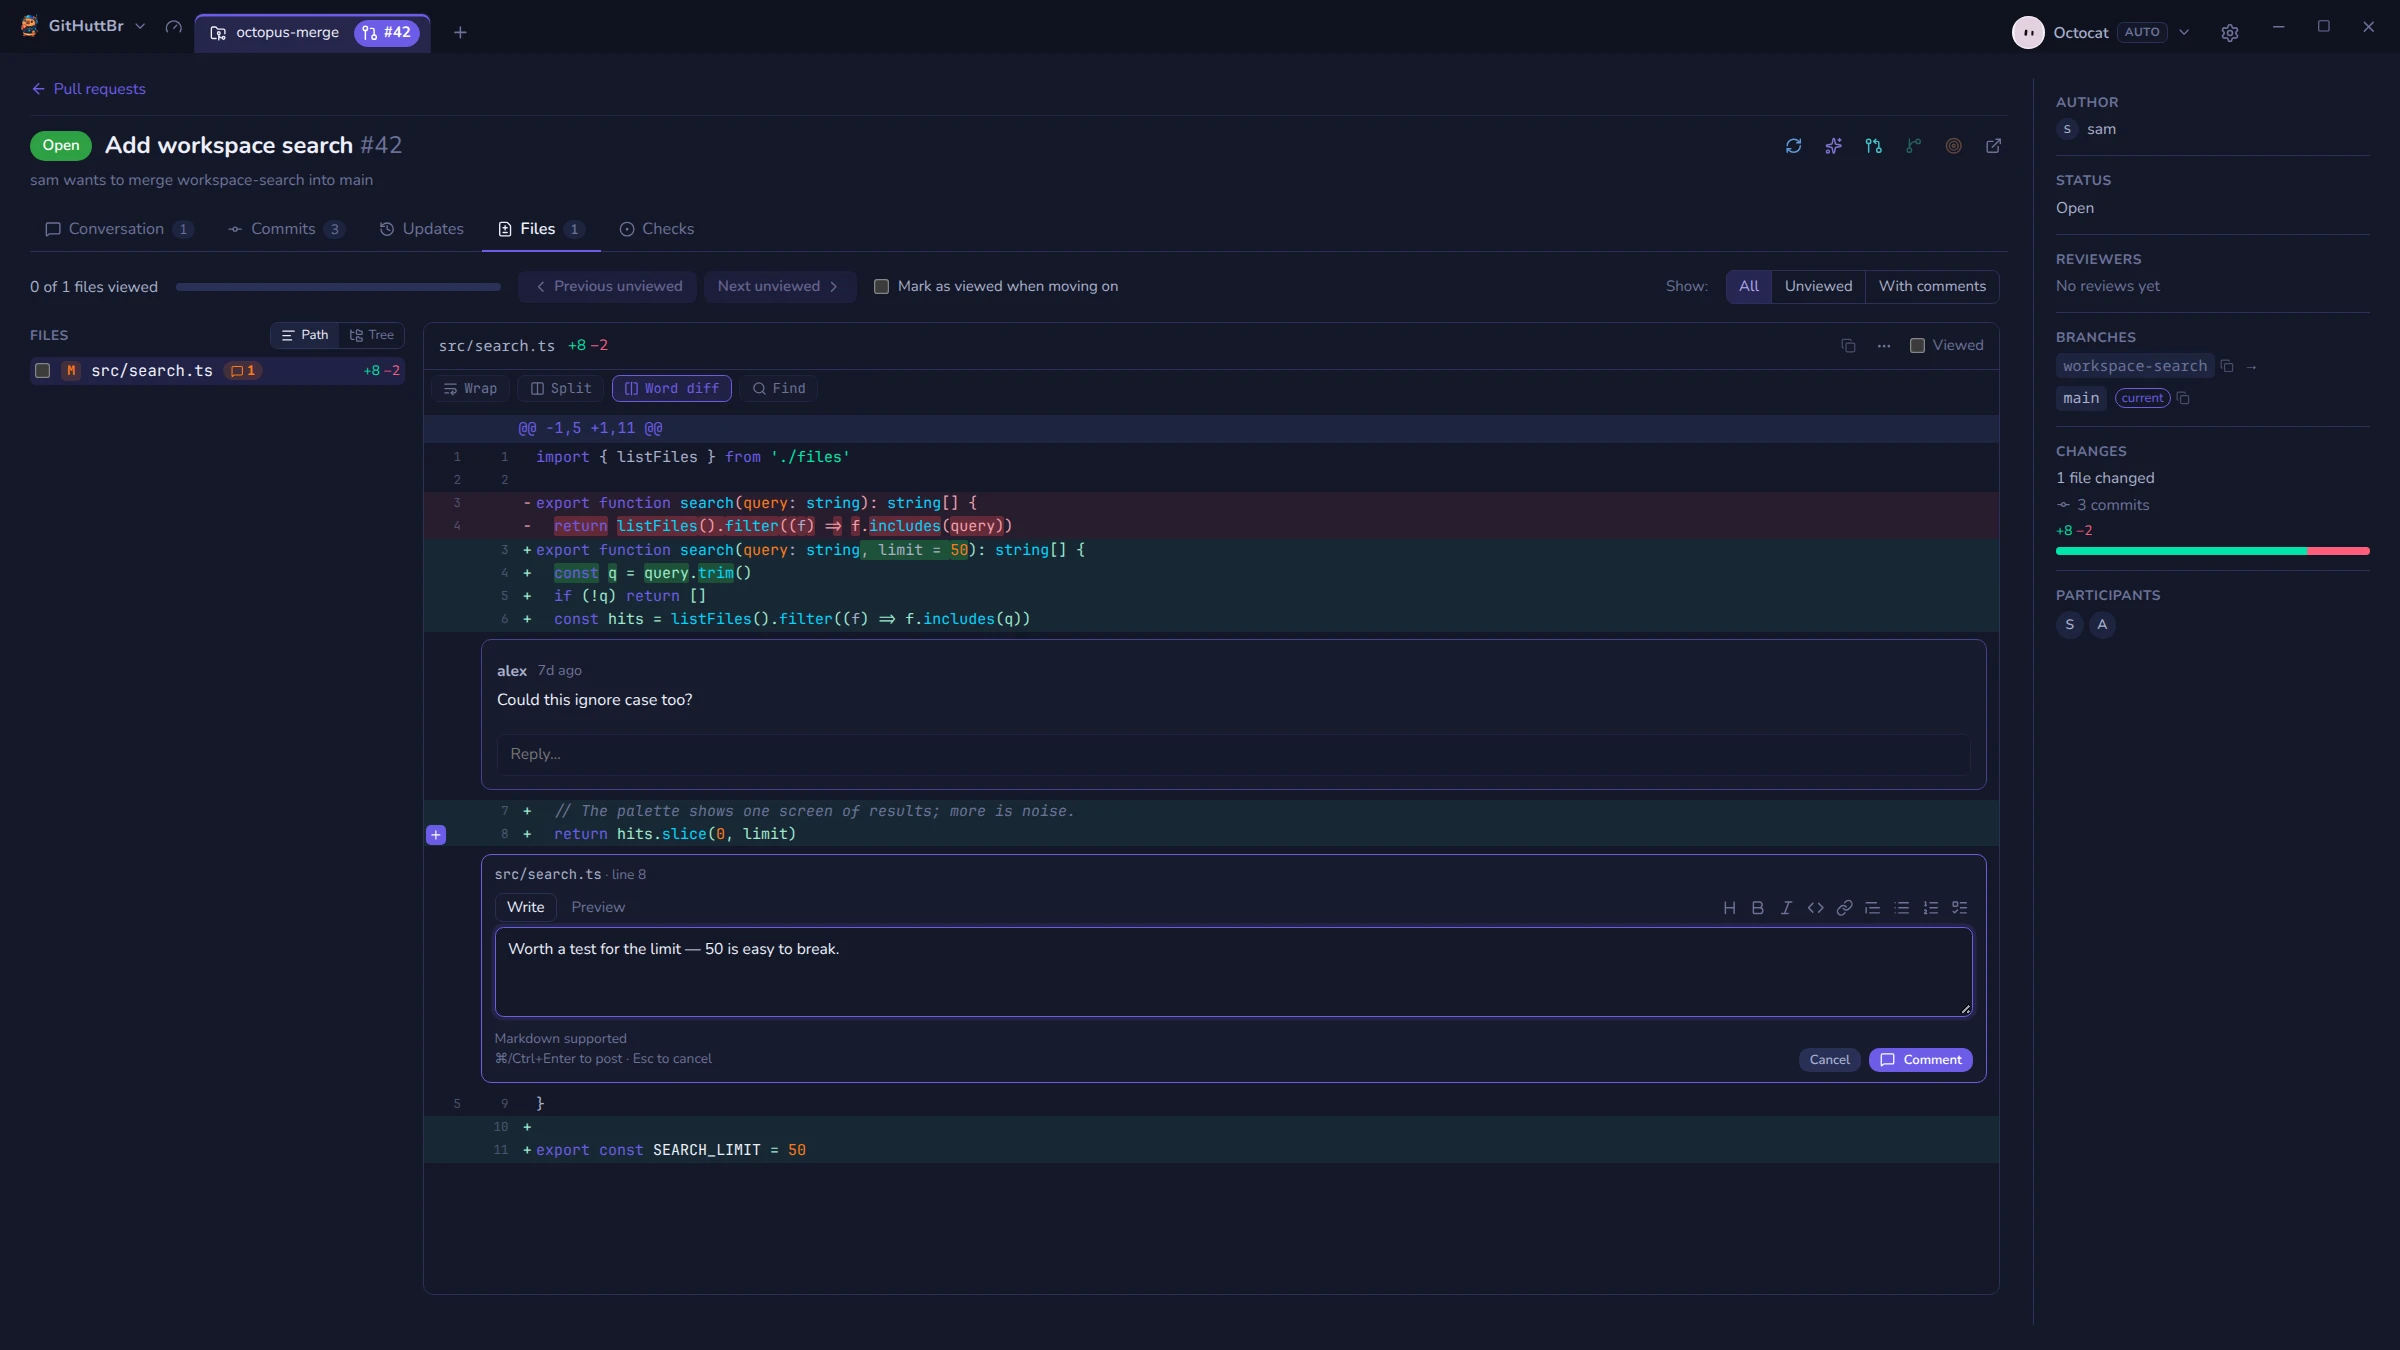 GitHuttBr
octopus-merge #42
Octocat AUTO
Pull requests
Open Add workspace search #42
sam wants to merge workspace-search into main
Conversation 1 Commits 3 Updates Files 1 Checks
0 of 1 files viewed Previous unviewed Next unviewed Mark as viewed when moving on Show: All Unviewed With comments
FILES Path Tree
M src/search.ts 1 +8 −2
src/search.ts +8 −2 Viewed
Wrap Split Word diff Find
@@ -1,5 +1,11 @@
1 1 import { listFiles } from './files'
2 2
3 - export function search(query: string): string[] {
4 - return listFiles().filter((f) => f.includes(query))
3 + export function search(query: string, limit = 50): string[] {
4 + const q = query.trim()
5 + if (!q) return []
6 + const hits = listFiles().filter((f) => f.includes(q))
alex 7d ago
Could this ignore case too?
Reply...
7 + // The palette shows one screen of results; more is noise.
+ 8 + return hits.slice(0, limit)
src/search.ts · line 8
Write Preview
Worth a test for the limit — 50 is easy to break.
Markdown supported
⌘/Ctrl+Enter to post · Esc to cancel
Cancel Comment
5 9 }
10 +
11 + export const SEARCH_LIMIT = 50
AUTHOR
S sam
STATUS
Open
REVIEWERS
No reviews yet
BRANCHES
workspace-search →
main current
CHANGES
1 file changed
3 commits
+8 −2
PARTICIPANTS
S A